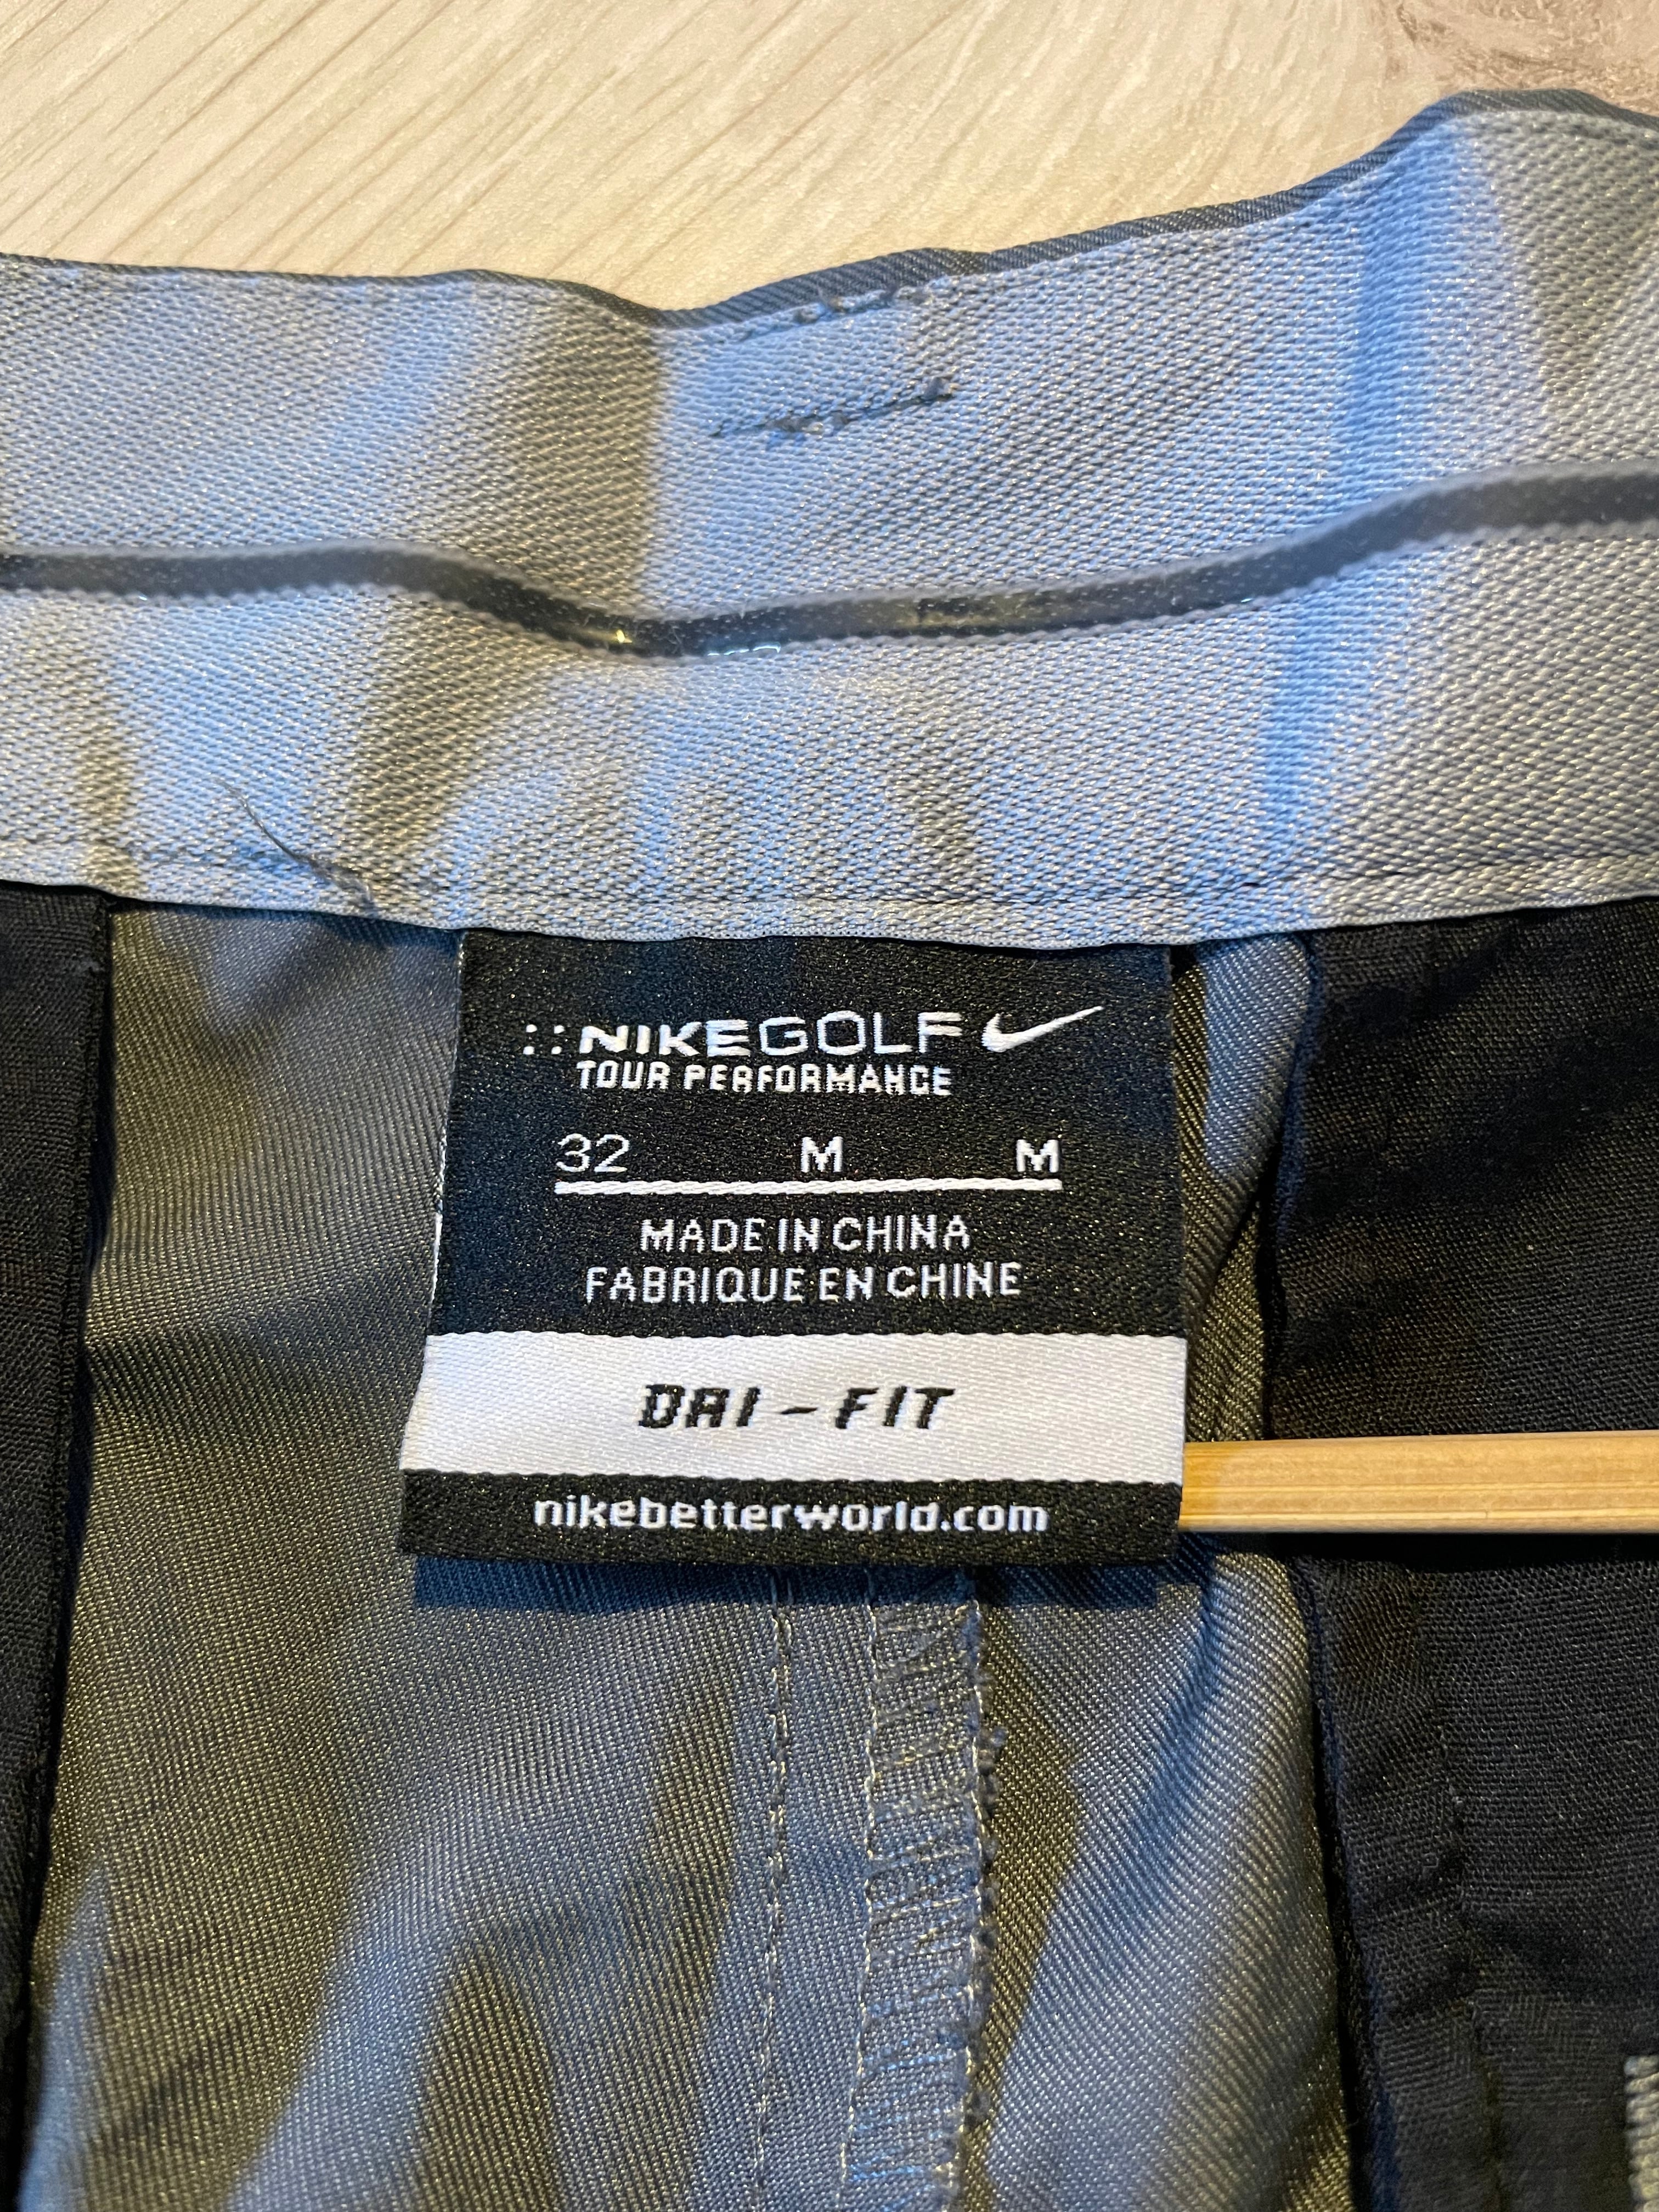 NIKEGOLF
TOUR PERFORMANCE
32 M M
MADE IN CHINA
FABRIQUE EN CHINE
DRI-FIT
nikebetterworld.com